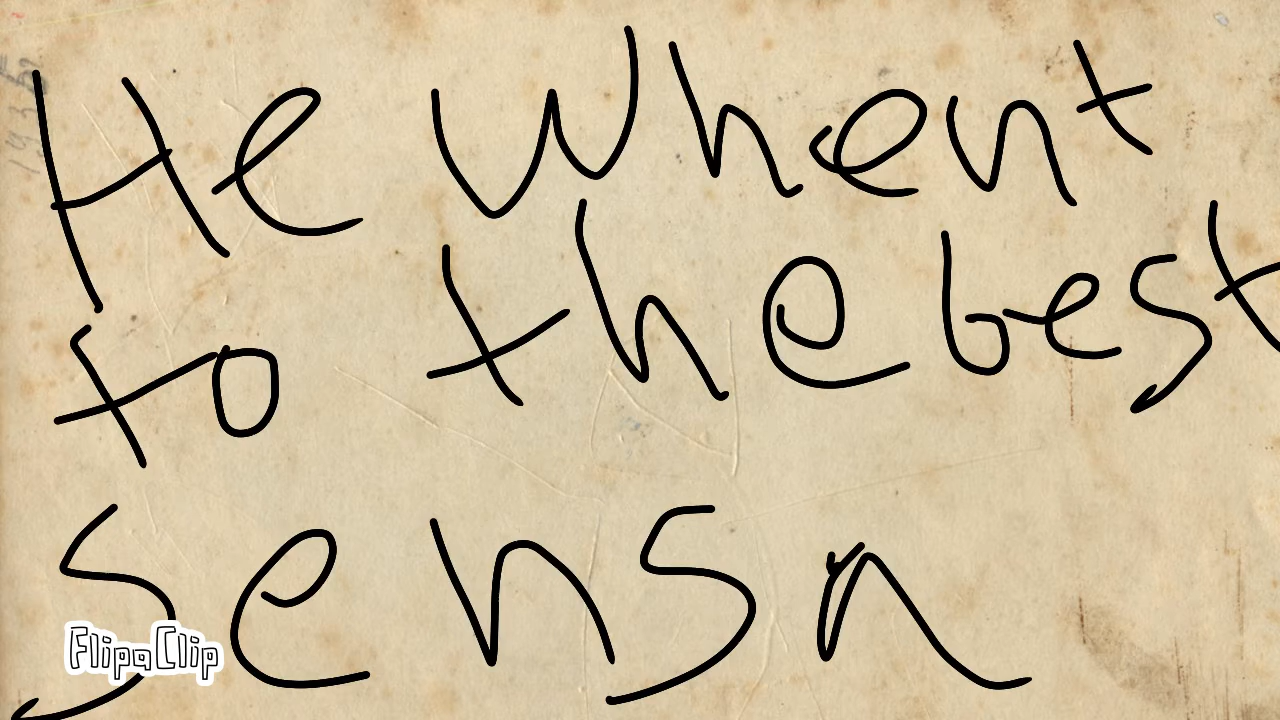 He Whent
to the best
Sensa
FlipaClip